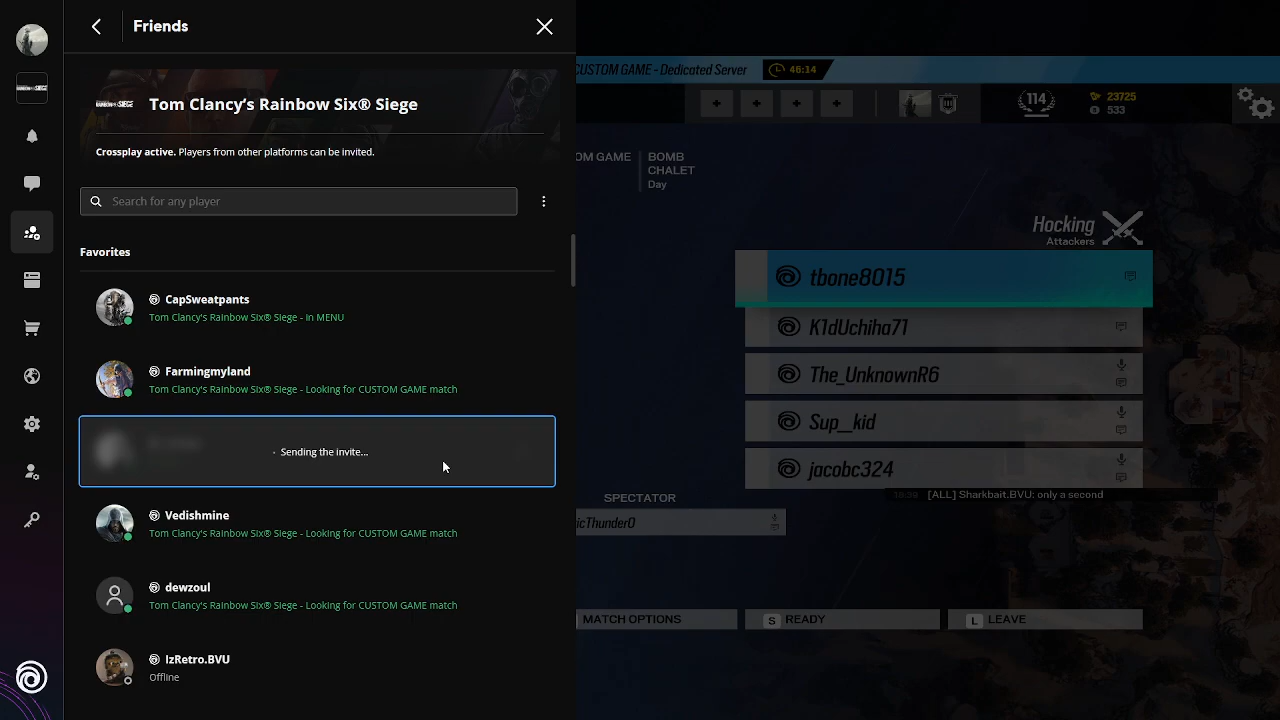 Friends
Tom Clancy's Rainbow Six® Siege
Crossplay active. Players from other platforms can be invited.
Search for any player
Favorites
CapSweatpants
Tom Clancy's Rainbow Six® Siege - in MENU
Farmingmyland
Tom Clancy's Rainbow Six® Siege - Looking for CUSTOM GAME match
Sending the invite...
Vedishmine
Tom Clancy's Rainbow Six® Siege - Looking for CUSTOM GAME match
dewzoul
Tom Clancy's Rainbow Six® Siege - Looking for CUSTOM GAME match
IzRetro.BVU
Offline
CUSTOM GAME - Dedicated Server
46:14
114
23725
533
OM GAME
BOMB
CHALET
Day
Hocking
Attackers
tbone8015
K1dUchiha71
The_UnknownR6
Sup__kid
jacobc324
SPECTATOR
[ALL] Sharkbait.BVU: only a second
icThunder0
MATCH OPTIONS
S READY
L LEAVE